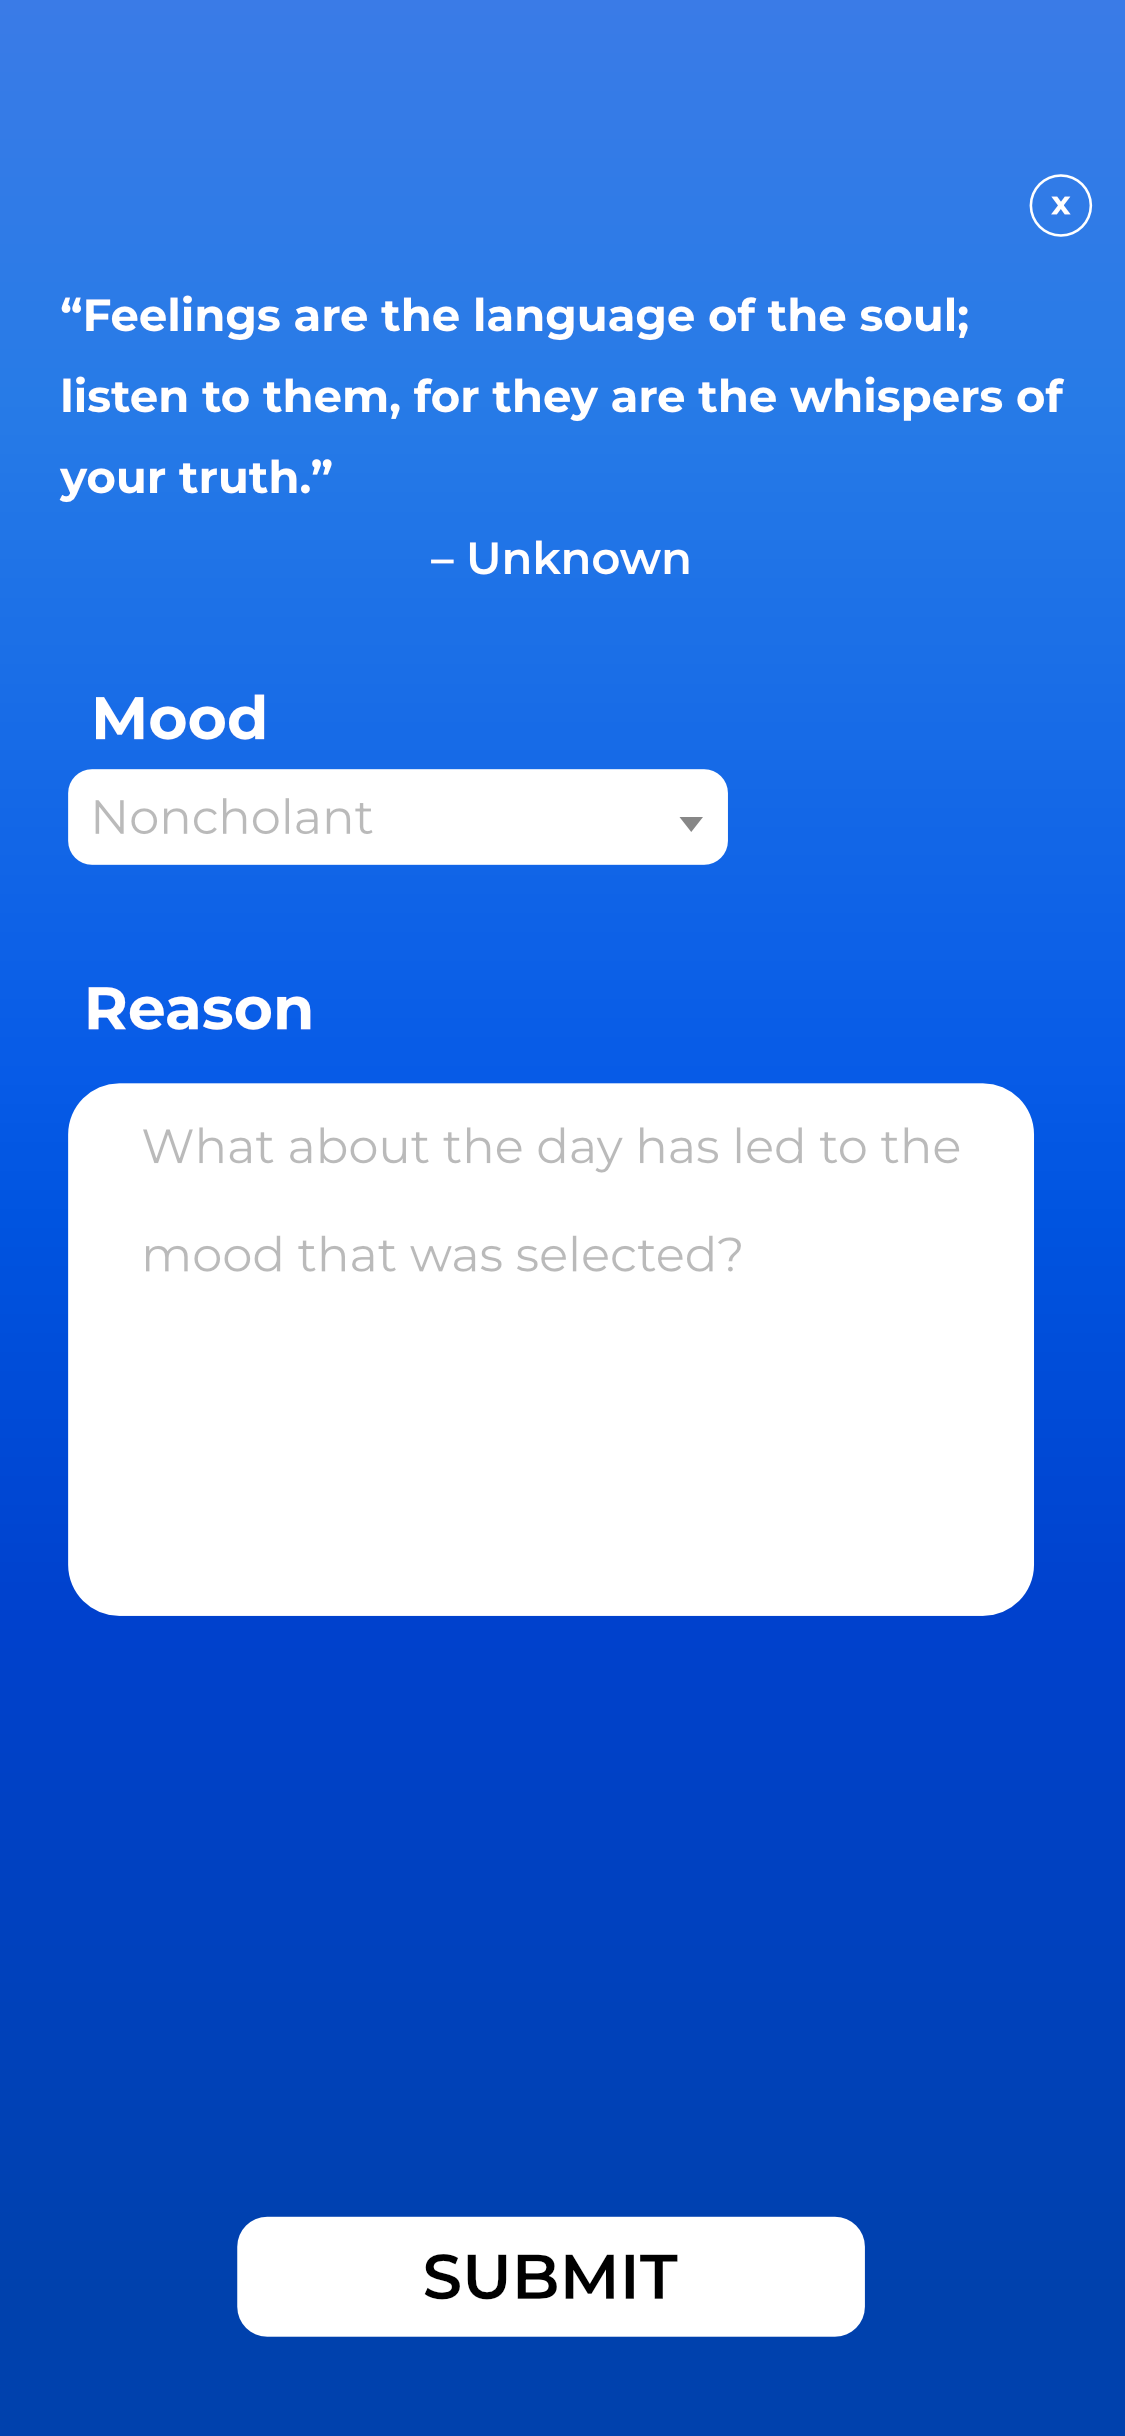 x
“Feelings are the language of the soul;
listen to them, for they are the whispers of
your truth.”
– Unknown
Mood
Noncholant
Reason
What about the day has led to the
mood that was selected?
SUBMIT